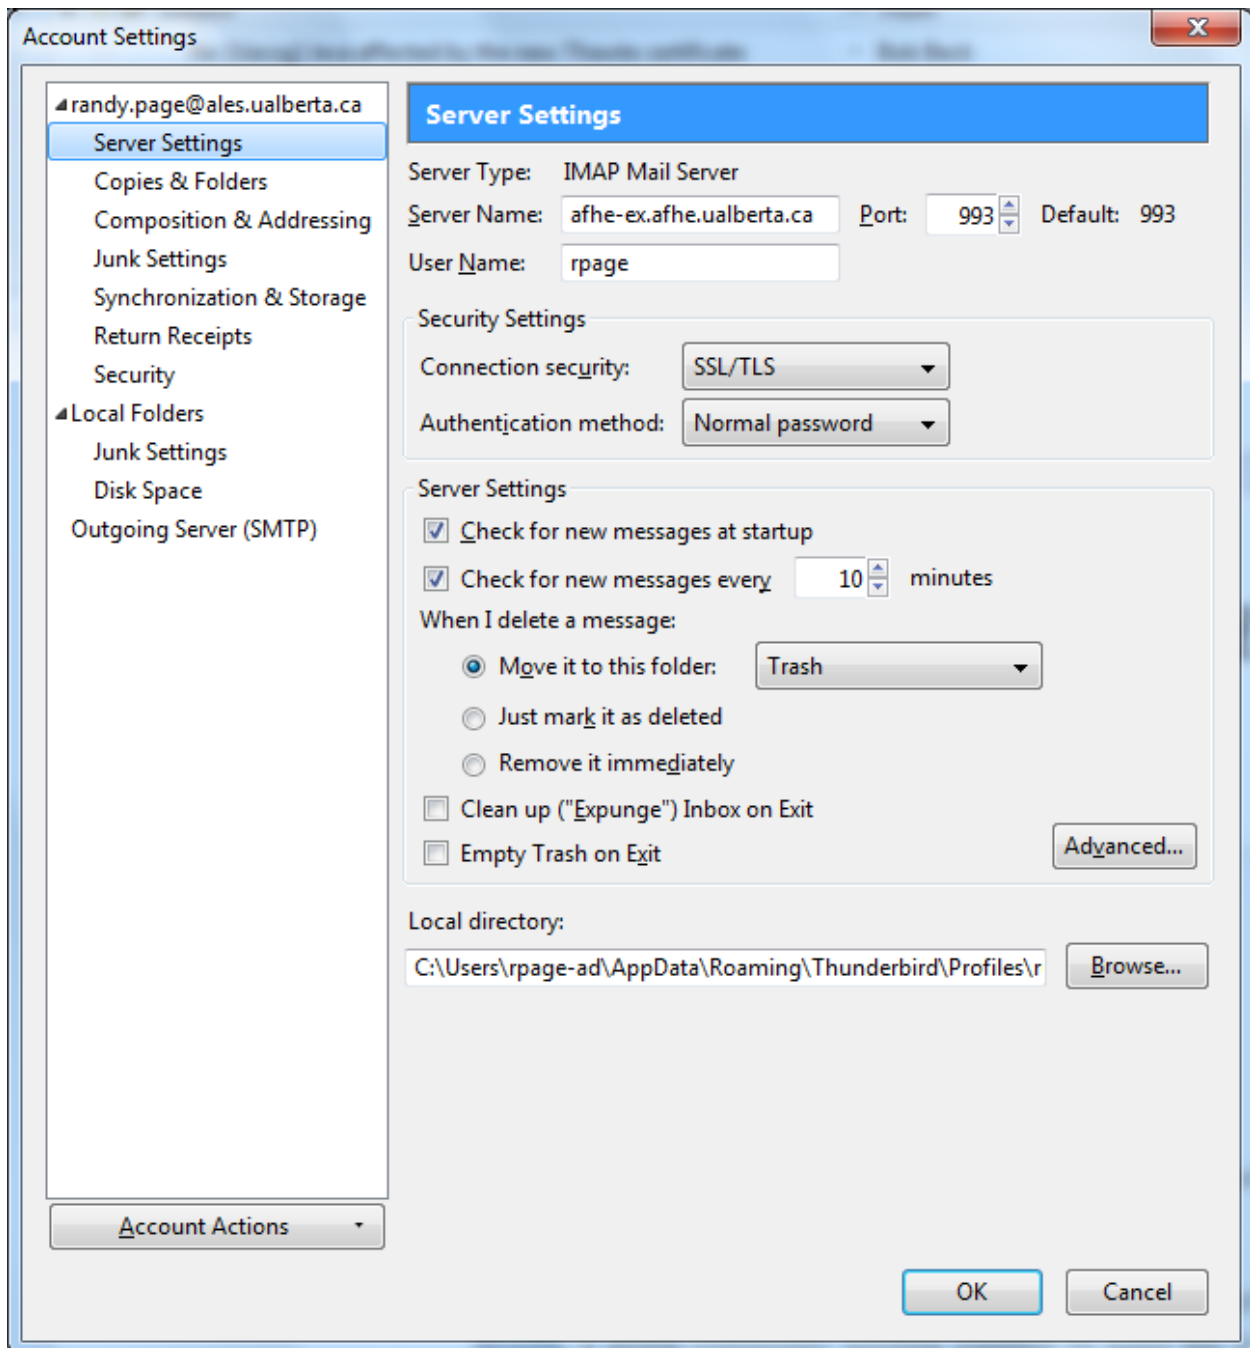 Account Settings
randy.page@ales.ualberta.ca
Server Settings
Copies & Folders
Composition & Addressing
Junk Settings
Synchronization & Storage
Return Receipts
Security
Local Folders
Junk Settings
Disk Space
Outgoing Server (SMTP)
Account Actions
Server Settings
Server Type: IMAP Mail Server
Server Name: afhe-ex.afhe.ualberta.ca Port: 993 Default: 993
User Name: rpage
Security Settings
Connection security: SSL/TLS
Authentication method: Normal password
Server Settings
Check for new messages at startup
Check for new messages every 10 minutes
When I delete a message:
Move it to this folder: Trash
Just mark it as deleted
Remove it immediately
Clean up ("Expunge") Inbox on Exit
Empty Trash on Exit
Advanced...
Local directory:
C:\Users\rpage-ad\AppData\Roaming\Thunderbird\Profiles\r Browse...
OK Cancel